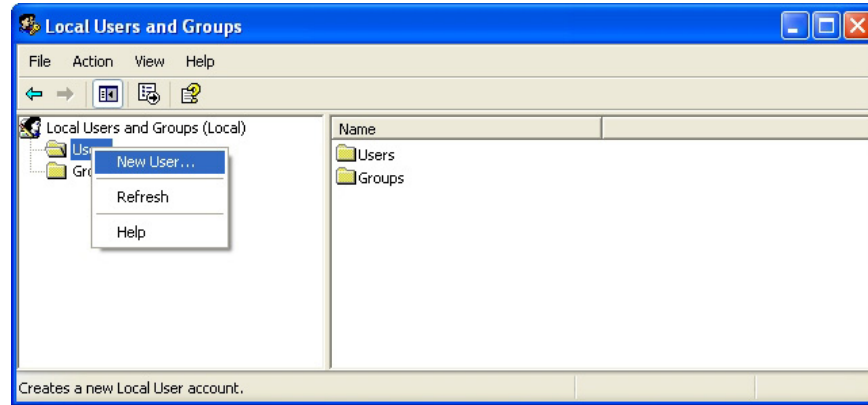 Local Users and Groups
File Action View Help
Local Users and Groups (Local)
Name
Users
New User...
Groups
Refresh
Help
Creates a new Local User account.